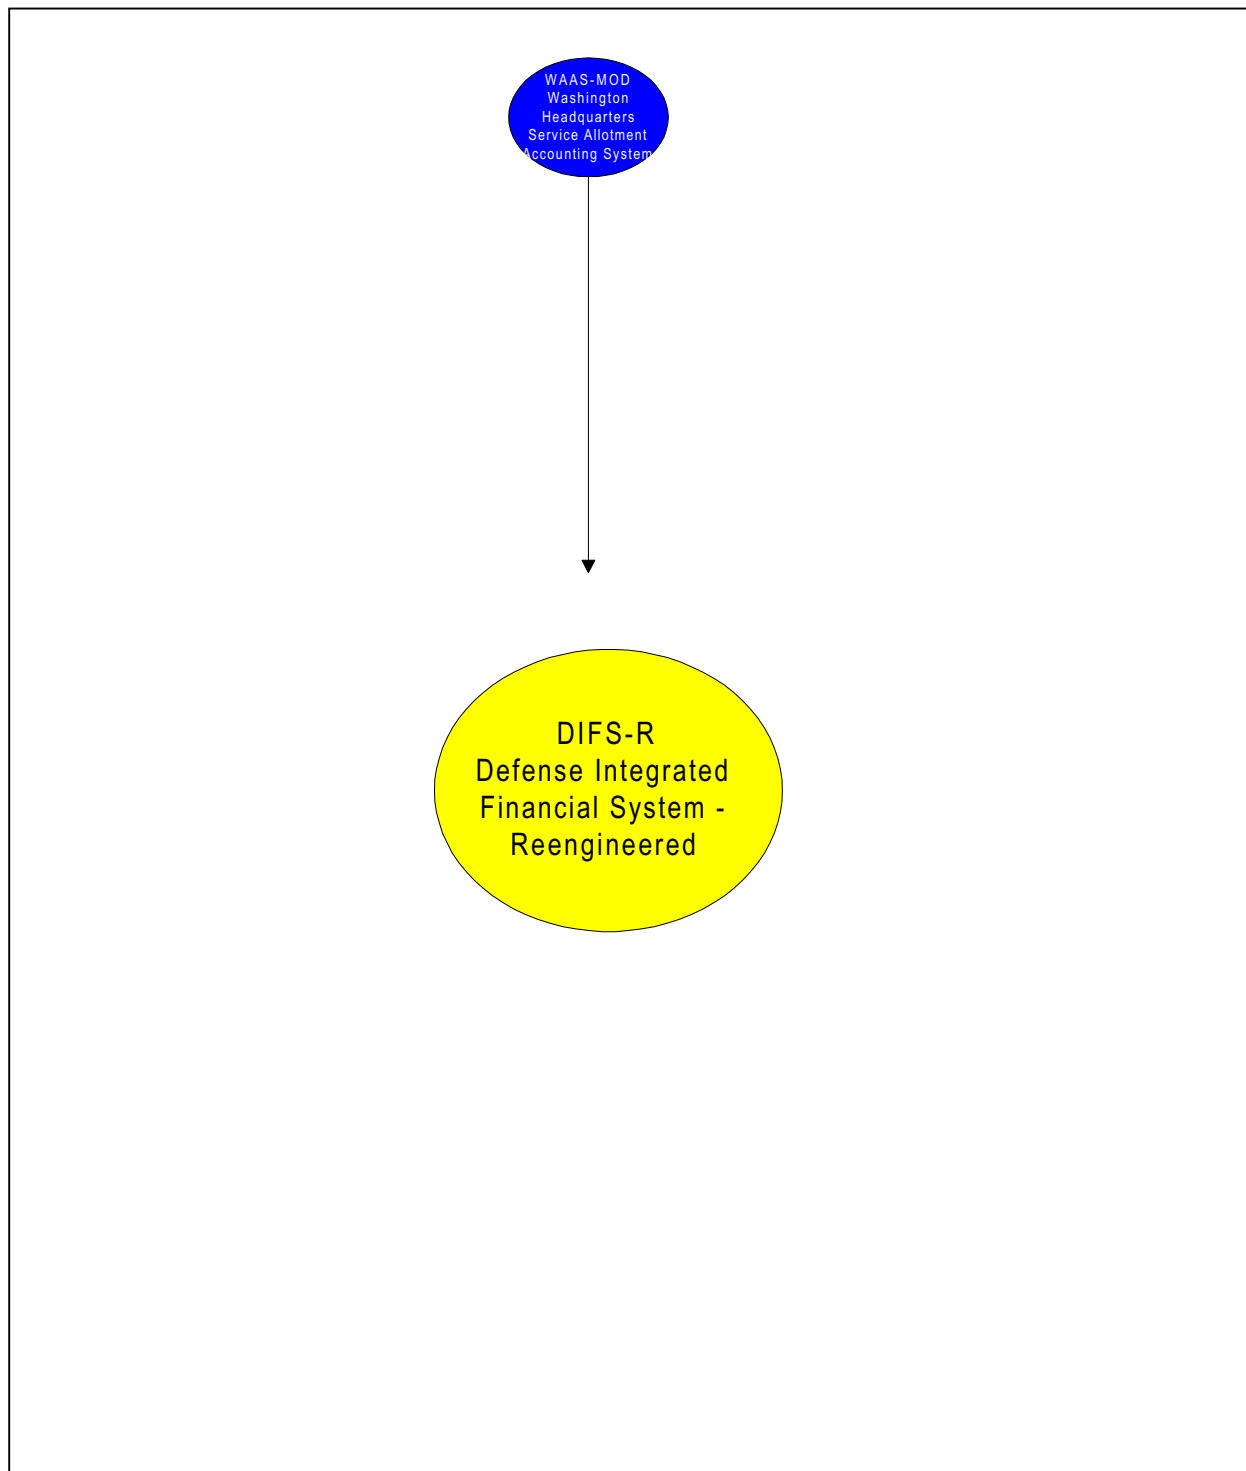 WAAS-MOD
Washington
Headquarters
Service Allotment
Accounting System
DIFS-R
Defense Integrated
Financial System -
Reengineered